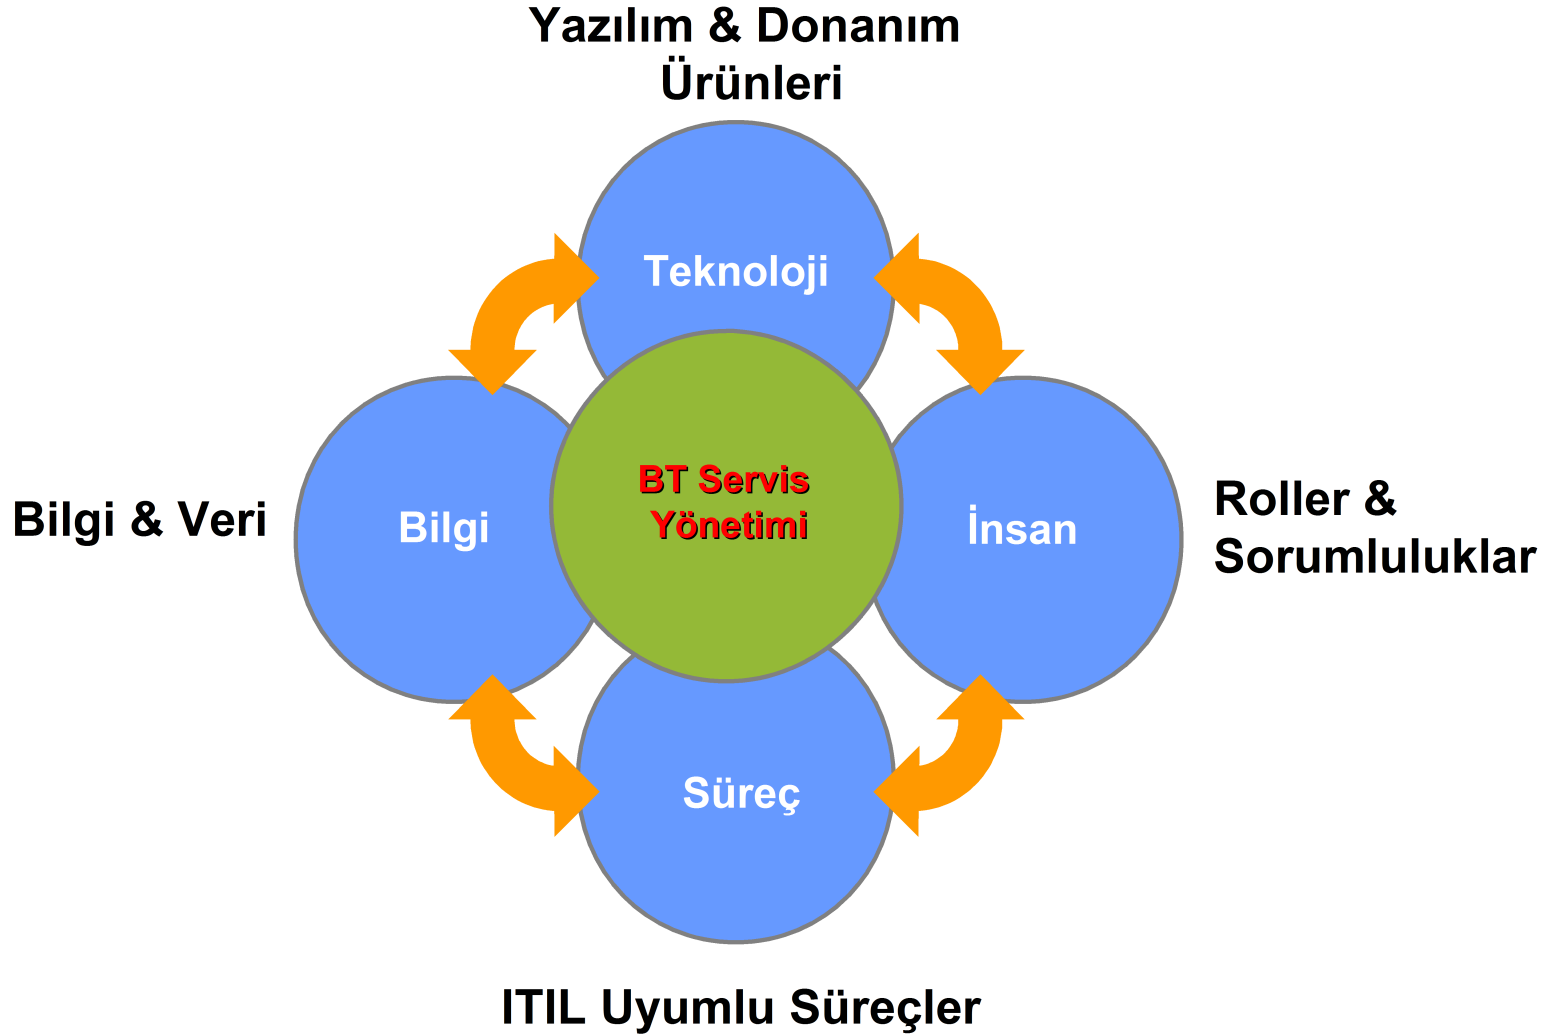 Yazılım & Donanım
Ürünleri
Teknoloji
BT Servis
Yönetimi
Bilgi & Veri
Bilgi
İnsan
Roller &
Sorumluluklar
Süreç
ITIL Uyumlu Süreçler